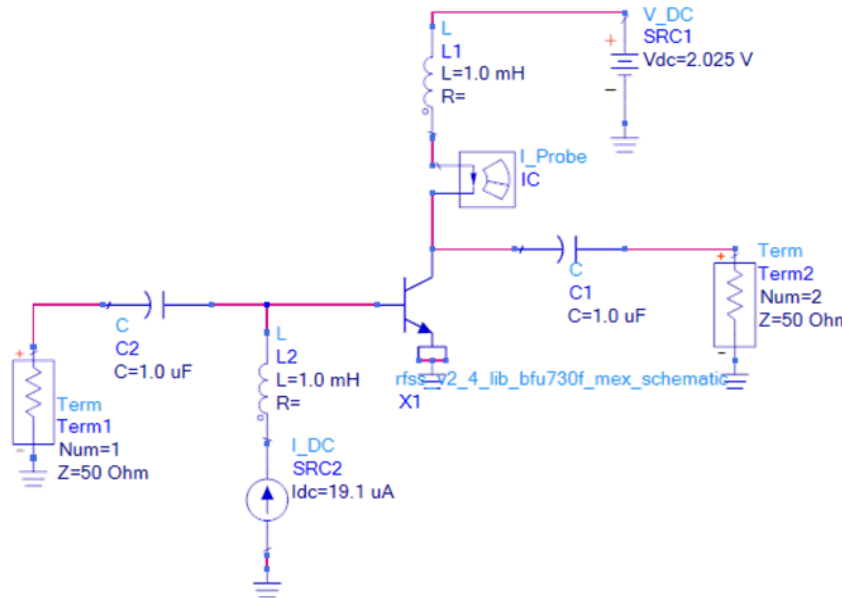 L
L1
L=1.0 mH
R=
V_DC
SRC1
Vdc=2.025 V
+
−
I_Probe
IC
C
C1
C=1.0 uF
+
Term
Term2
Num=2
Z=50 Ohm
-
C
C2
C=1.0 uF
L
L2
L=1.0 mH
R=
+
Term
Term1
Num=1
Z=50 Ohm
-
X1
I_DC
SRC2
Idc=19.1 uA